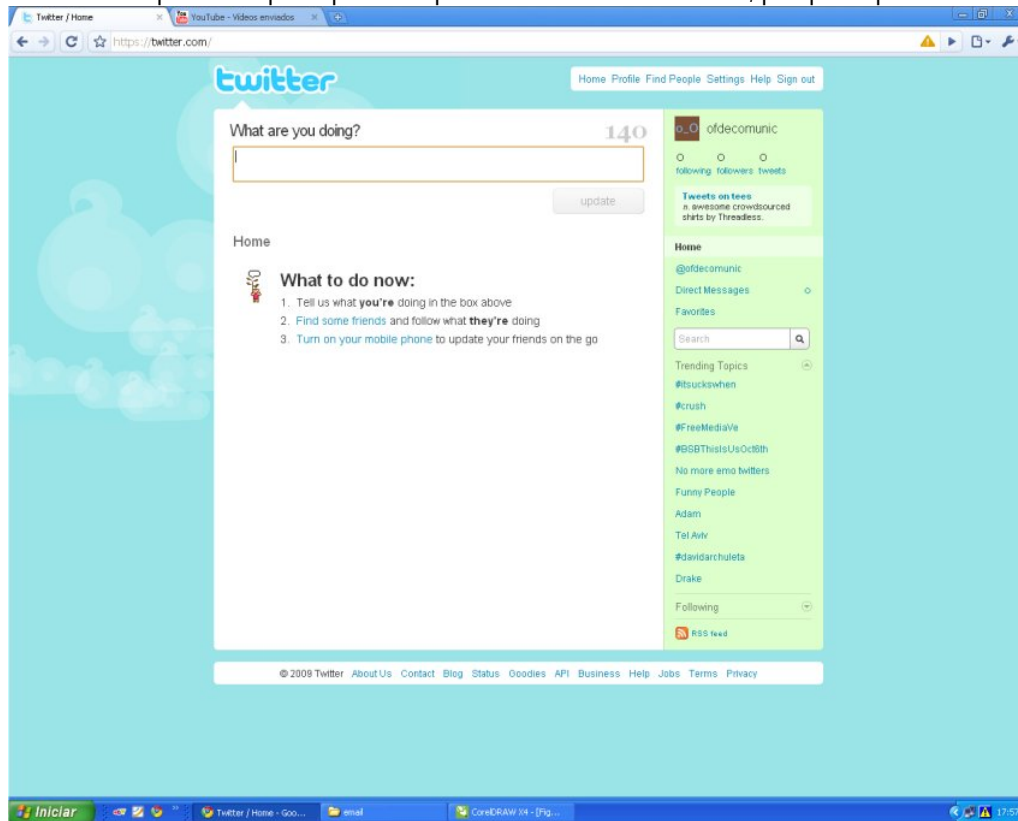 Twitter / Home
YouTube - Vídeos enviados
https://twitter.com/
twitter
Home Profile Find People Settings Help Sign out
What are you doing?
140
update
Home
What to do now:
1. Tell us what you're doing in the box above
2. Find some friends and follow what they're doing
3. Turn on your mobile phone to update your friends on the go
o_O ofdecomunic
0 0 0
following followers tweets
Tweets on tees
n. awesome crowdsourced
shirts by Threadless.
Home
@ofdecomunic
Direct Messages 0
Favorites
Search
Trending Topics
#itsuckswhen
#crush
#FreeMediaVe
#BSBThisIsUsOct6th
No more emo twitters
Funny People
Adam
Tel Aviv
#davidarchuleta
Drake
Following
RSS feed
© 2009 Twitter About Us Contact Blog Status Goodies API Business Help Jobs Terms Privacy
Iniciar
Twitter / Home - Goo...
email
CorelDRAW X4 - [Fig...
17:57